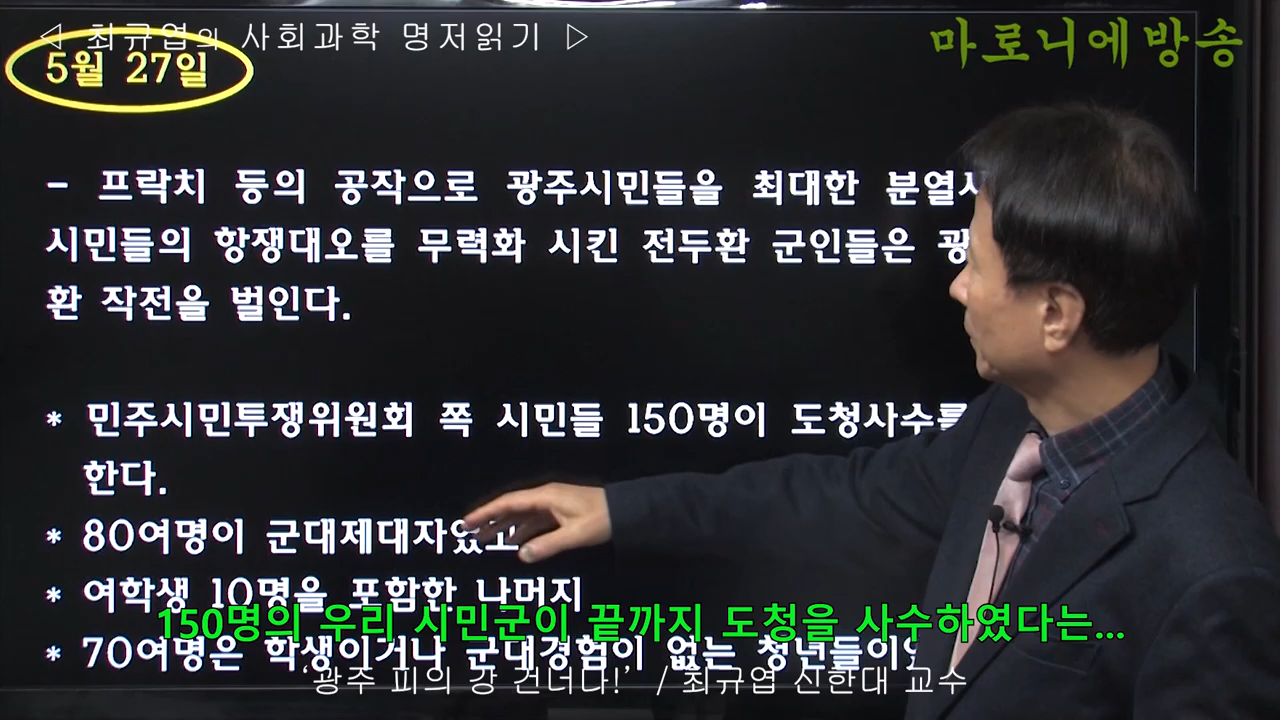 ◁ 최규엽의 사회과학 명저읽기 ▷
마로니에방송
5월 27일
- 프락치 등의 공작으로 광주시민들을 최대한
시민들의 항쟁대오를 무력화 시킨 전두환 군인들은
환 작전을 벌인다.
* 민주시민투쟁위원회 쪽 시민들 150명이 도청사수를
한다.
* 80여명이 군대제대자였고
* 여학생 10명을 포함한 나머지
150명의 우리 시민군이 끝까지 도청을 사수하였다는...
* 70여명은 학생이거나 군대경험이 없는
'광주 피의 강 건너다!' / 최규엽 신한대 교수